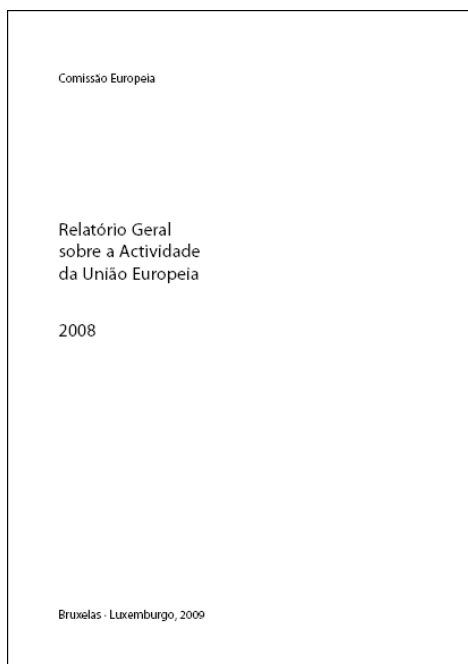 Comissão Europeia
Relatório Geral
sobre a Actividade
da União Europeia
2008
Bruxelas · Luxemburgo, 2009